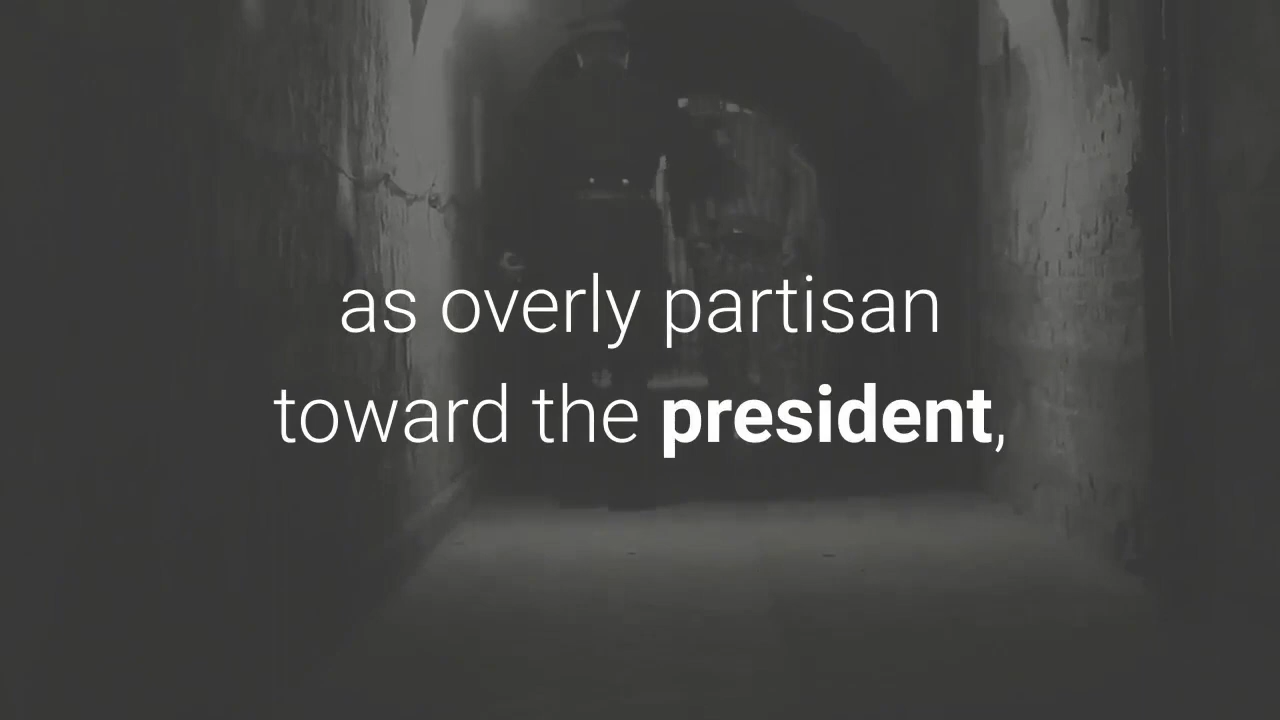 as overly partisan
toward the president,